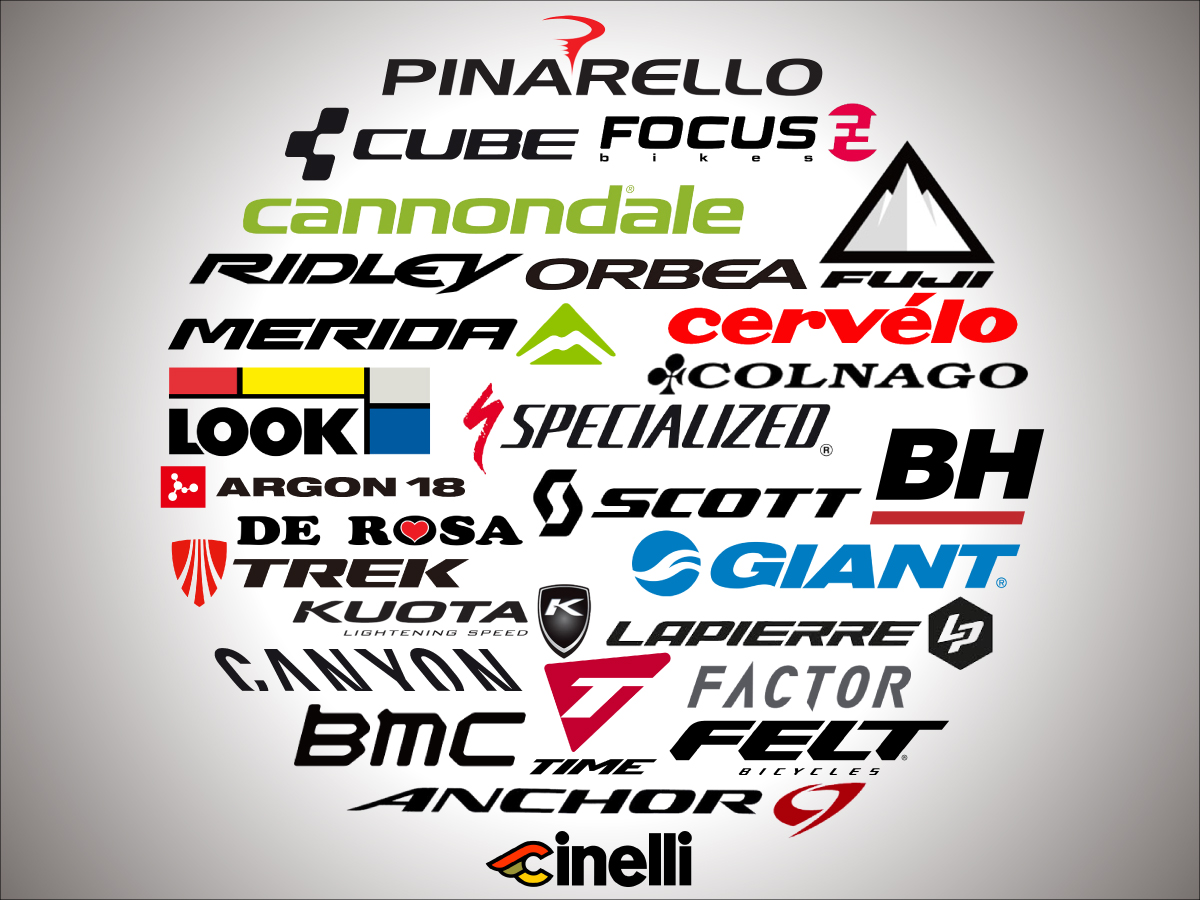 PINARELLO
CUBE
FOCUS
bikes
cannondale®
FUJI
RIDLEY
ORBEA
MERIDA
cervélo
COLNAGO
LOOK
SPECIALIZED®
BH
ARGON 18
SCOTT
DE ROSA
TREK
GIANT®
KUOTA
LIGHTENING SPEED
K
LAPIERRE
LP
CANYON
T
FACTOR
BMC
TIME
FELT®
BICYCLES
ANCHOR
cinelli